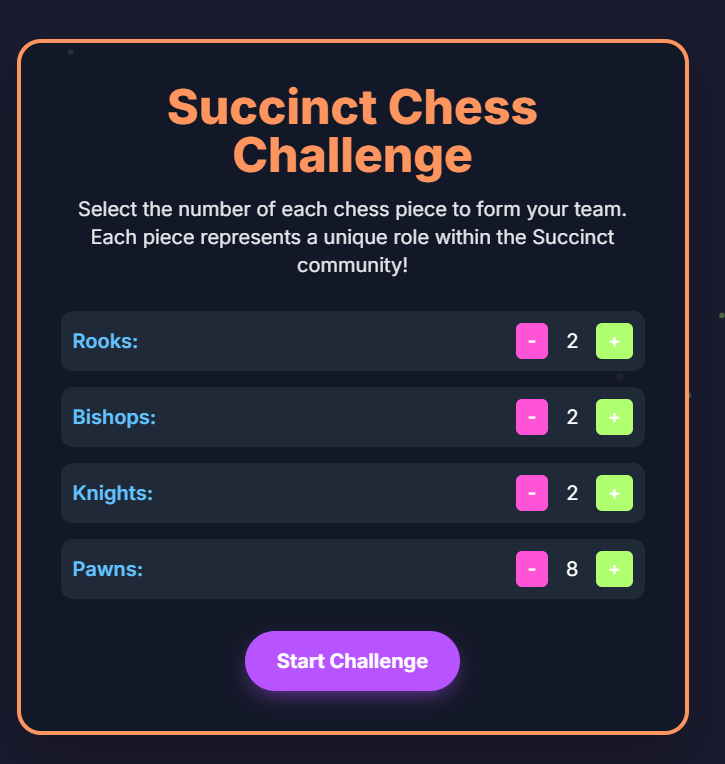 Succinct Chess
Challenge
Select the number of each chess piece to form your team.
Each piece represents a unique role within the Succinct
community!
Rooks: - 2 +
Bishops: - 2 +
Knights: - 2 +
Pawns: - 8 +
Start Challenge